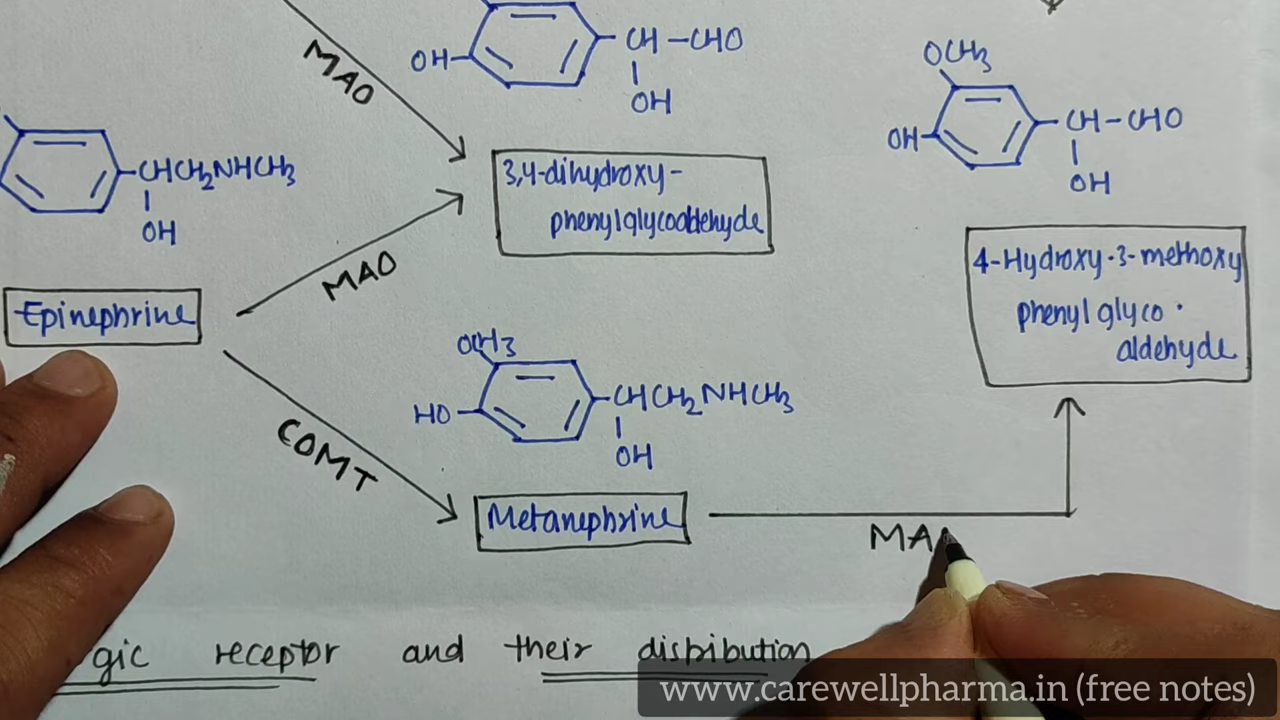 MAO
OH
CH-CHO
OH
OCH3
OH
CH-CHO
OH
CHCH2NHCH3
OH
3,4-dihydroxy-
phenylglycoaldehyde
MAO
Epinephrine
4-Hydroxy-3-methoxy
phenylglyco.
aldehyde
OCH3
HO
CHCH2NHCH3
OH
COMT
Metanephrine
MA
gic receptor and their distribution
www.carewellpharma.in (free notes)